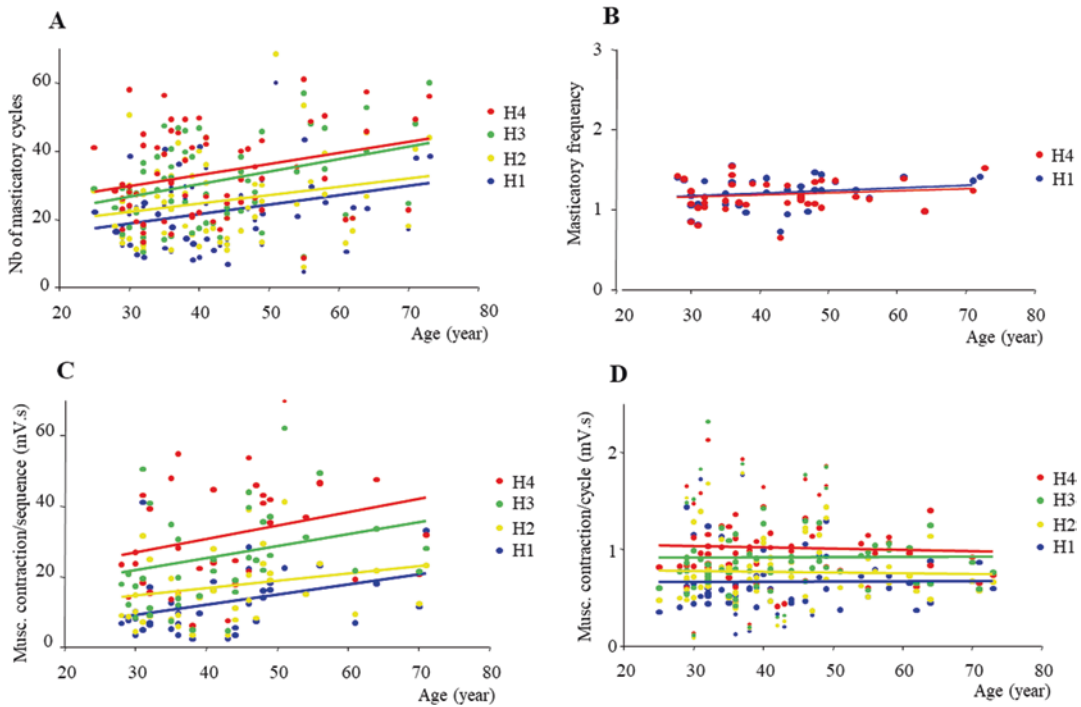 A
Nb of masticatory cycles
60
40
20
0
20 30 40 50 60 70 80
Age (year)
H4
H3
H2
H1
B
Masticatory frequency
3
2
1
0
20 30 40 50 60 70 80
Age (year)
H4
H1
C
Musc. contraction/sequence (mV.s)
60
40
20
0
20 30 40 50 60 70 80
Age (year)
H4
H3
H2
H1
D
Musc. contraction/cycle (mV.s)
2
1
0
20 30 40 50 60 70 80
Age (year)
H4
H3
H2
H1